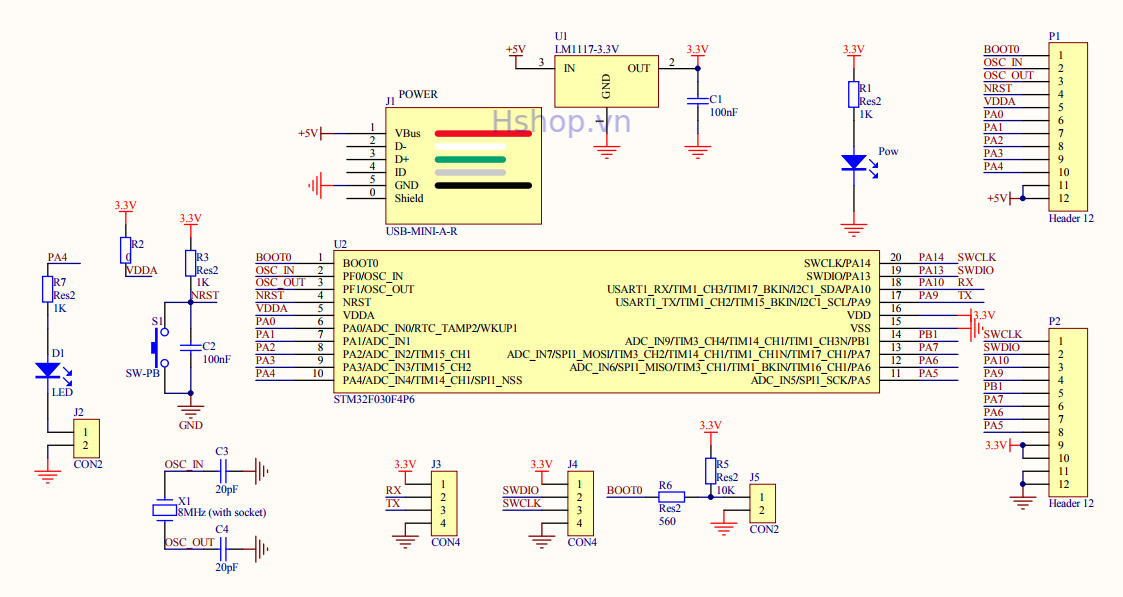 U1
LM1117-3.3V
+5V
3
IN
OUT
2
3.3V
GND
1
C1
100nF
Hshop.vn
POWER
J1
+5V
1
VBus
2
D-
3
D+
4
ID
5
GND
0
Shield
USB-MINI-A-R
3.3V
R1
Res2
1K
Pow
P1
BOOT0 1
OSC_IN 2
OSC_OUT 3
NRST 4
VDDA 5
PA0 6
PA1 7
PA2 8
PA3 9
PA4 10
11
+5V 12
Header 12
3.3V
R2
0
VDDA
3.3V
R3
Res2
1K
NRST
S1
SW-PB
C2
100nF
GND
PA4
R7
Res2
1K
D1
LED
J2
1
2
CON2
U2
BOOT0 1 BOOT0
OSC_IN 2 PF0/OSC_IN
OSC_OUT 3 PF1/OSC_OUT
NRST 4 NRST
VDDA 5 VDDA
PA0 6 PA0/ADC_IN0/RTC_TAMP2/WKUP1
PA1 7 PA1/ADC_IN1
PA2 8 PA2/ADC_IN2/TIM15_CH1
PA3 9 PA3/ADC_IN3/TIM15_CH2
PA4 10 PA4/ADC_IN4/TIM14_CH1/SPI1_NSS
SWCLK/PA14 20 PA14 SWCLK
SWDIO/PA13 19 PA13 SWDIO
USART1_RX/TIM1_CH3/TIM17_BKIN/I2C1_SDA/PA10 18 PA10 RX
USART1_TX/TIM1_CH2/TIM15_BKIN/I2C1_SCL/PA9 17 PA9 TX
VDD 16 3.3V
VSS 15
ADC_IN9/TIM3_CH4/TIM14_CH1/TIM1_CH3N/PB1 14 PB1
ADC_IN7/SPI1_MOSI/TIM3_CH2/TIM14_CH1/TIM1_CH1N/TIM17_CH1/PA7 13 PA7
ADC_IN6/SPI1_MISO/TIM3_CH1/TIM1_BKIN/TIM16_CH1/PA6 12 PA6
ADC_IN5/SPI1_SCK/PA5 11 PA5
STM32F030F4P6
P2
SWCLK 1
SWDIO 2
PA10 3
PA9 4
PB1 5
PA7 6
PA6 7
PA5 8
3.3V 9
10
11
12
Header 12
OSC_IN
C3
20pF
X1
8MHz (with socket)
OSC_OUT
C4
20pF
3.3V
J3
1
RX 2
TX 3
4
CON4
3.3V
J4
1
SWDIO 2
SWCLK 3
4
CON4
3.3V
R5
Res2
10K
BOOT0
R6
Res2
560
J5
1
2
CON2